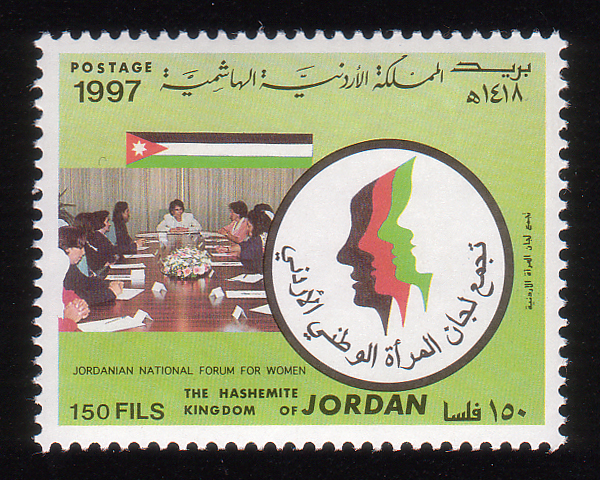 POSTAGE
1997
المملكة الأردنية الهاشمية
بريد
١٤١٨هـ
تجمع لجان المرأة الوطني الأردني
تجمع لجان المرأة الاردنية
JORDANIAN NATIONAL FORUM FOR WOMEN
150 FILS
THE HASHEMITE
KINGDOM OF JORDAN
١٥٠ فلسا